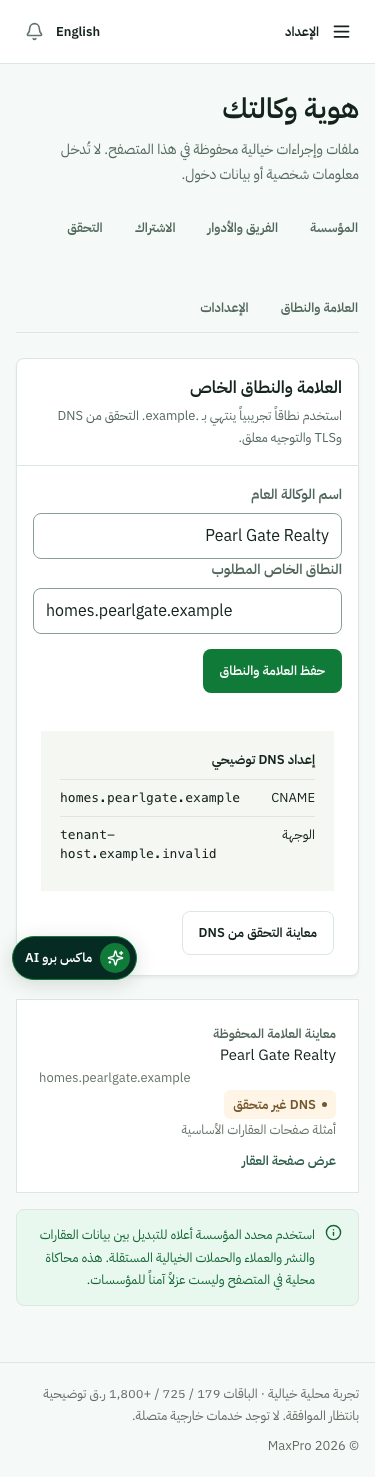 الإعداد
English
هوية وكالتك
ملفات وإجراءات خيالية محفوظة في هذا المتصفح. لا تُدخل
معلومات شخصية أو بيانات دخول.
المؤسسة
الفريق والأدوار
الاشتراك
التحقق
العلامة والنطاق
الإعدادات
العلامة والنطاق الخاص
استخدم نطاقاً تجريبياً ينتهي بـ .example. التحقق من DNS
وTLS والتوجيه معلق.
اسم الوكالة العام
Pearl Gate Realty
النطاق الخاص المطلوب
homes.pearlgate.example
حفظ العلامة والنطاق
إعداد DNS توضيحي
CNAME homes.pearlgate.example
الوجهة tenant-
host.example.invalid
معاينة التحقق من DNS
ماكس برو AI
معاينة العلامة المحفوظة
Pearl Gate Realty
homes.pearlgate.example
DNS غير متحقق
أمثلة صفحات العقارات الأساسية
عرض صفحة العقار
استخدم محدد المؤسسة أعلاه للتبديل بين بيانات العقارات
والنشر والعملاء والحملات الخيالية المستقلة. هذه محاكاة
محلية في المتصفح وليست عزلاً آمناً للمؤسسات.
تجربة محلية خيالية · الباقات 179 / 725 / +1,800 ر.ق توضيحية
بانتظار الموافقة. لا توجد خدمات خارجية متصلة.
© 2026 MaxPro